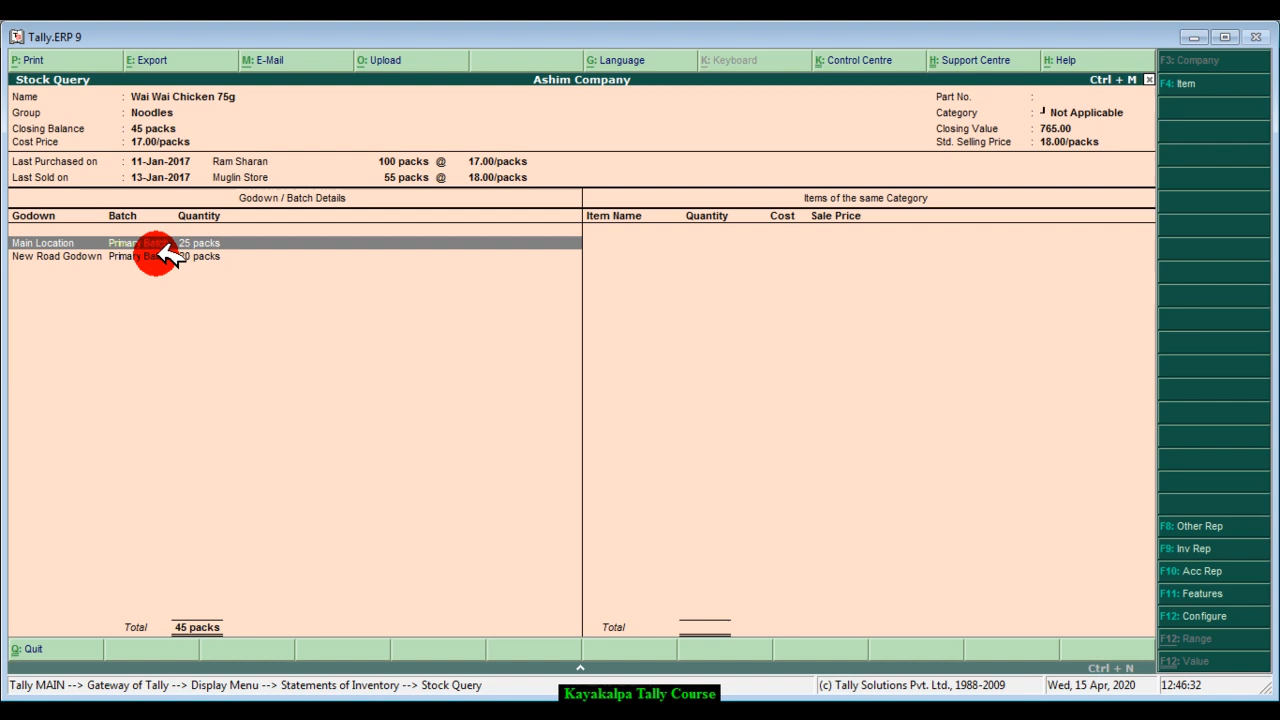 Tally.ERP 9
P: Print E: Export M: E-Mail O: Upload G: Language K: Keyboard K: Control Centre H: Support Centre H: Help
F3: Company
Stock Query Ashim Company Ctrl + M
F4: Item
Name : Wai Wai Chicken 75g Part No. :
Group : Noodles Category : Not Applicable
Closing Balance : 45 packs Closing Value : 765.00
Cost Price : 17.00/packs Std. Selling Price : 18.00/packs
Last Purchased on : 11-Jan-2017 Ram Sharan 100 packs @ 17.00/packs
Last Sold on : 13-Jan-2017 Muglin Store 55 packs @ 18.00/packs
Godown / Batch Details Items of the same Category
Godown Batch Quantity Item Name Quantity Cost Sale Price
Main Location Primary Batch 25 packs
New Road Godown Primary packs
F8: Other Rep
F9: Inv Rep
F10: Acc Rep
F11: Features
F12: Configure
F12: Range
F12: Value
Total 45 packs Total
Q: Quit
Ctrl + N
Tally MAIN --> Gateway of Tally --> Display Menu --> Statements of Inventory --> Stock Query (c) Tally Solutions Pvt. Ltd., 1988-2009 Wed, 15 Apr, 2020 12:46:32
Kayakalpa Tally Course